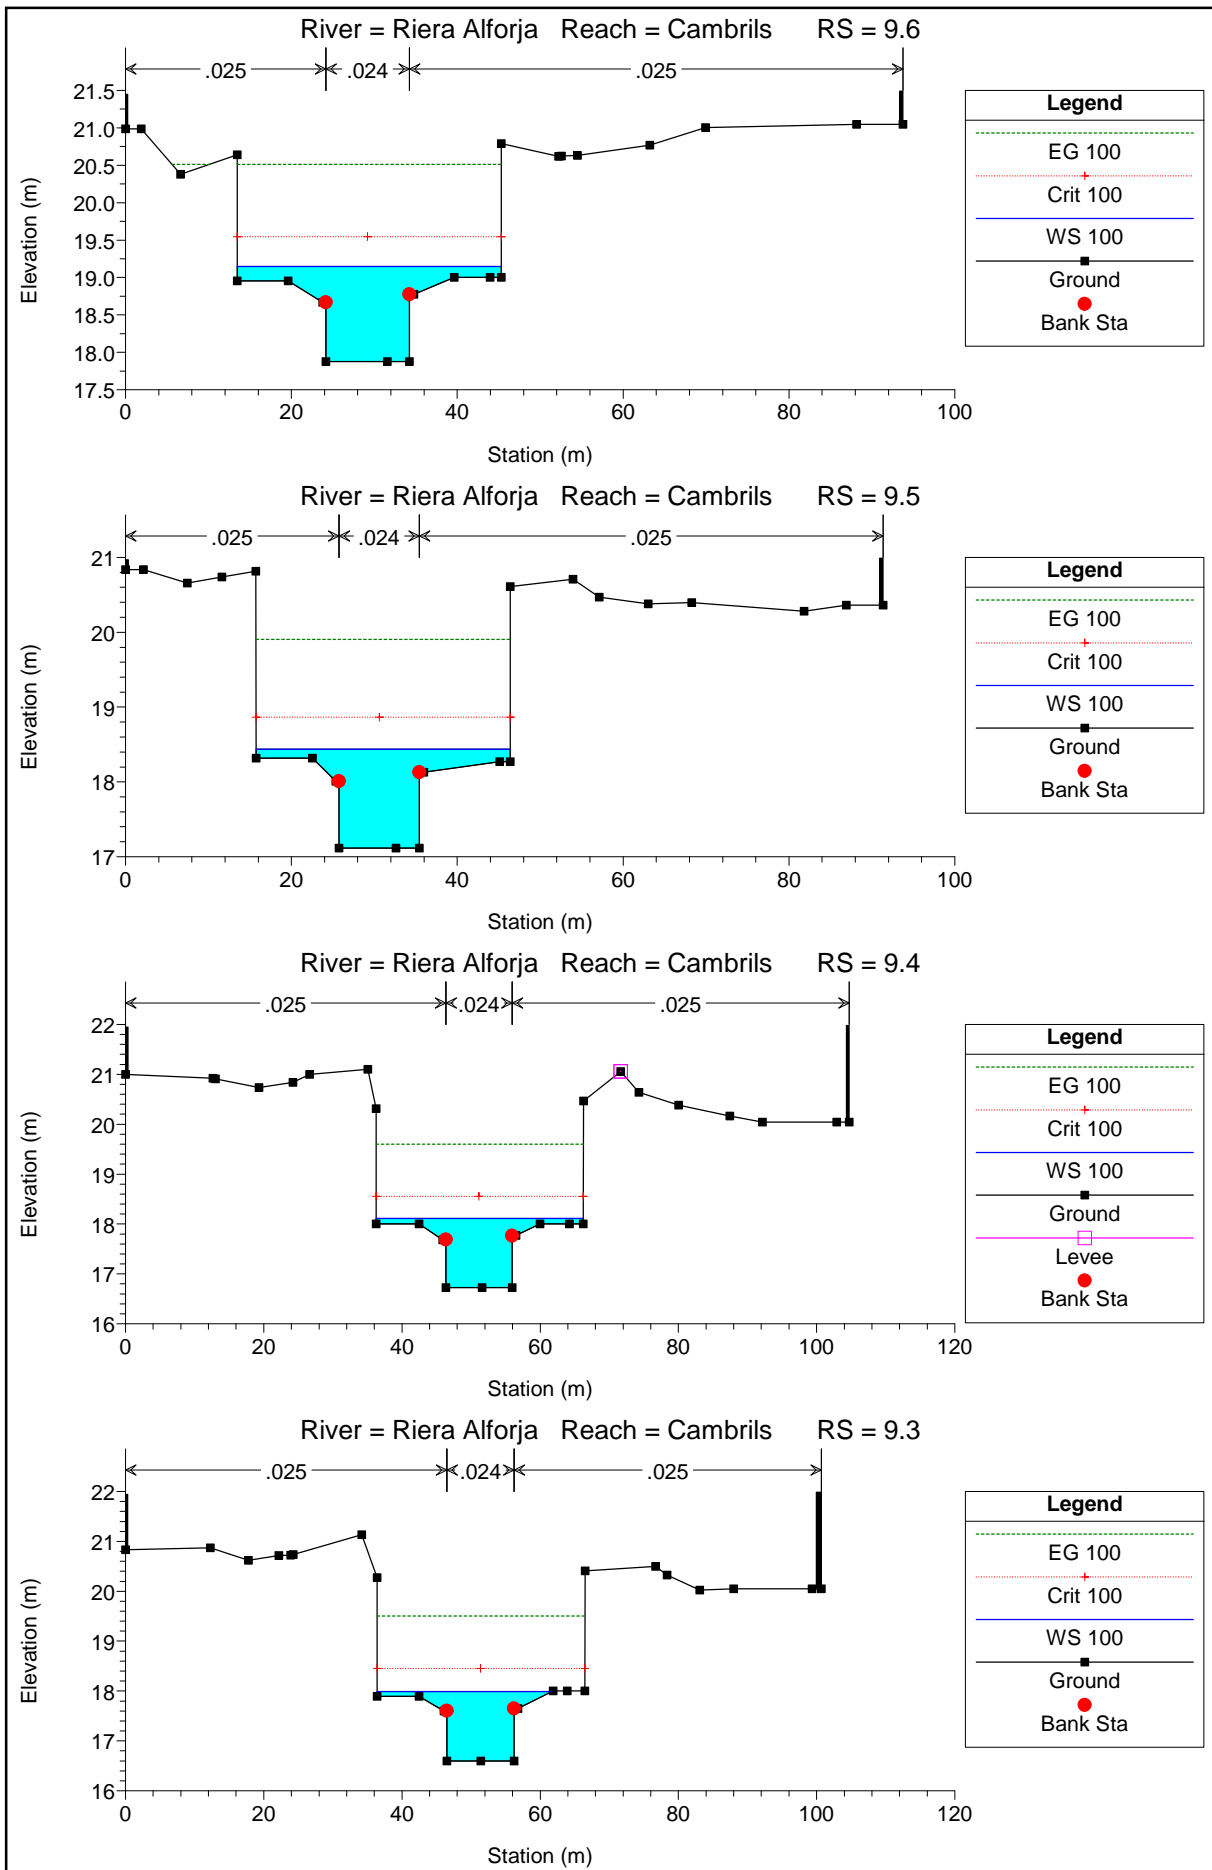 River = Riera Alforja Reach = Cambrils RS = 9.6
.025 .024 .025
21.5
21.0
20.5
20.0
19.5
19.0
18.5
18.0
17.5
Elevation (m)
0 20 40 60 80 100
Station (m)
Legend
EG 100
Crit 100
WS 100
Ground
Bank Sta
River = Riera Alforja Reach = Cambrils RS = 9.5
.025 .024 .025
21
20
19
18
17
Elevation (m)
0 20 40 60 80 100
Station (m)
Legend
EG 100
Crit 100
WS 100
Ground
Bank Sta
River = Riera Alforja Reach = Cambrils RS = 9.4
.025 .024 .025
22
21
20
19
18
17
16
Elevation (m)
0 20 40 60 80 100 120
Station (m)
Legend
EG 100
Crit 100
WS 100
Ground
Levee
Bank Sta
River = Riera Alforja Reach = Cambrils RS = 9.3
.025 .024 .025
22
21
20
19
18
17
16
Elevation (m)
0 20 40 60 80 100 120
Station (m)
Legend
EG 100
Crit 100
WS 100
Ground
Bank Sta